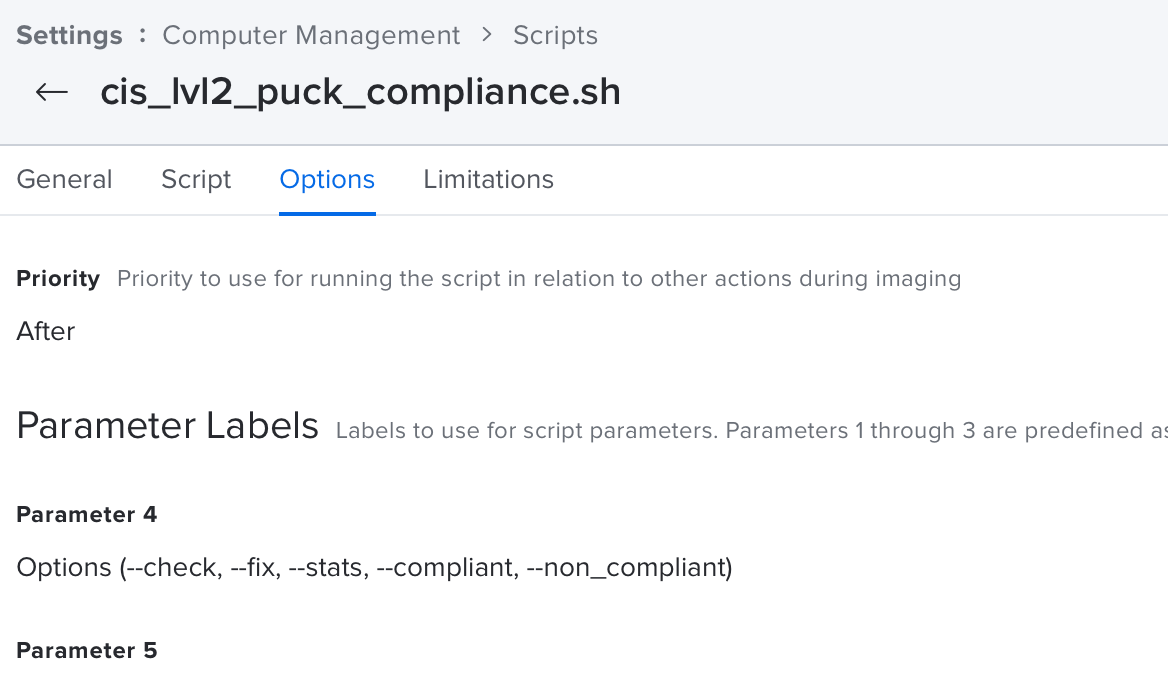 Settings : Computer Management > Scripts
← cis_lvl2_puck_compliance.sh
General Script Options Limitations
Priority Priority to use for running the script in relation to other actions during imaging
After
Parameter Labels Labels to use for script parameters. Parameters 1 through 3 are predefined as
Parameter 4
Options (--check, --fix, --stats, --compliant, --non_compliant)
Parameter 5